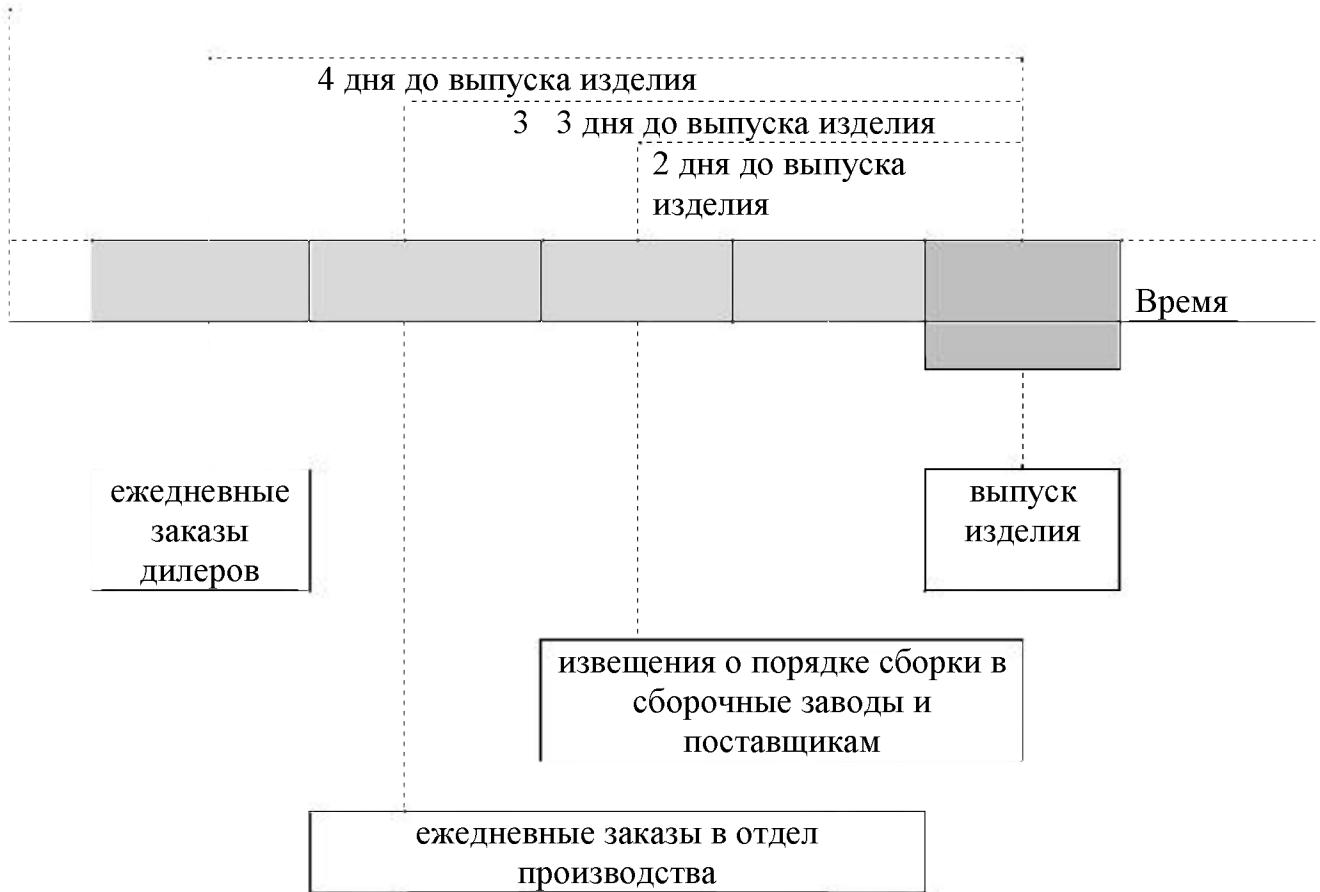 4 дня до выпуска изделия
3 3 дня до выпуска изделия
2 дня до выпуска
изделия
Время
ежедневные
заказы
дилеров
выпуск
изделия
извещения о порядке сборки в
сборочные заводы и
поставщикам
ежедневные заказы в отдел
производства